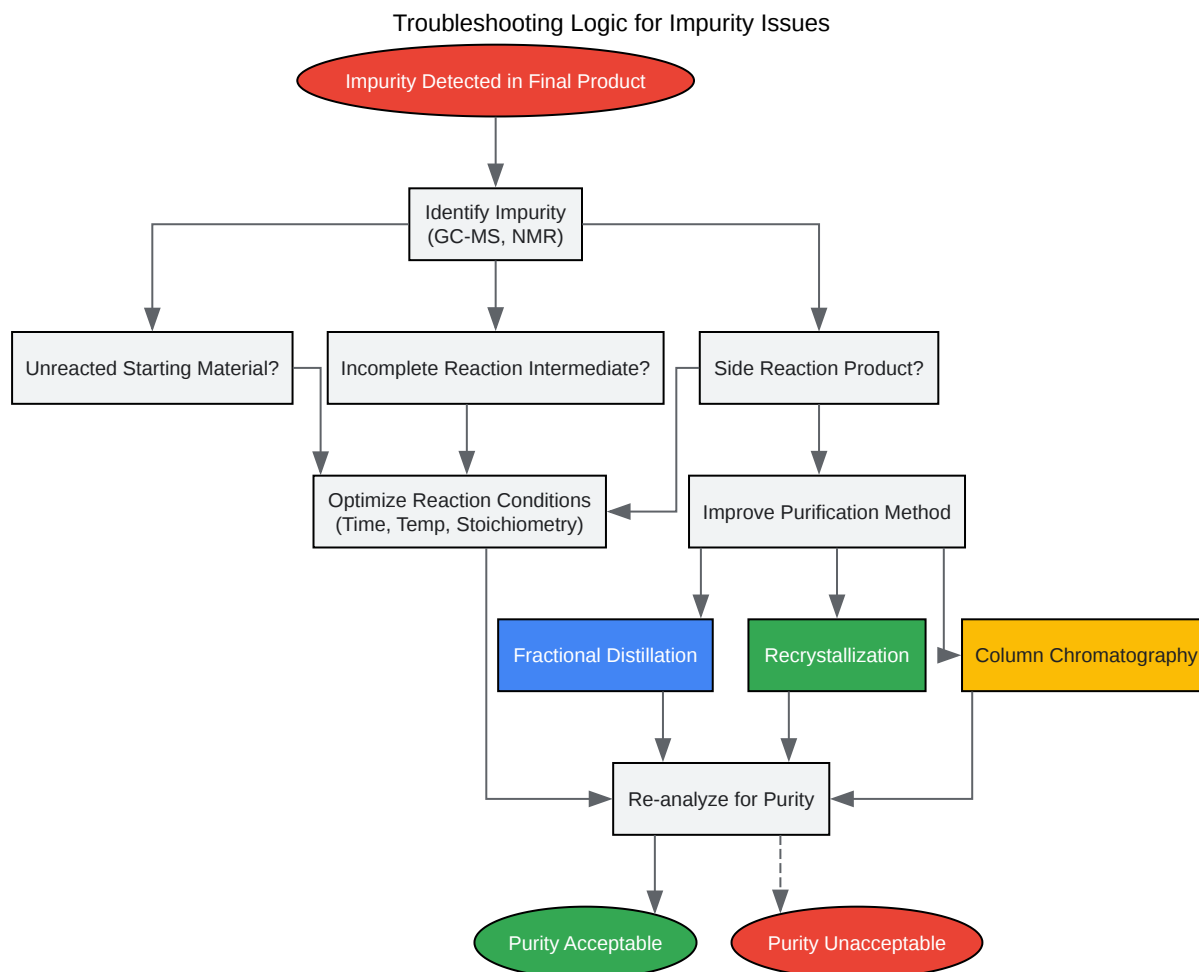 Troubleshooting Logic for Impurity Issues
Impurity Detected in Final Product
Identify Impurity
(GC-MS, NMR)
Unreacted Starting Material?
Incomplete Reaction Intermediate?
Side Reaction Product?
Optimize Reaction Conditions
(Time, Temp, Stoichiometry)
Improve Purification Method
Fractional Distillation
Recrystallization
Column Chromatography
Re-analyze for Purity
Purity Acceptable
Purity Unacceptable